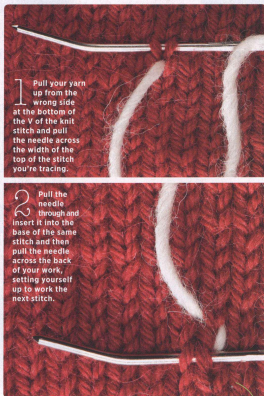 1 Pull your yarn
up from the
wrong side
at the bottom of
the V of the knit
stitch and pull
the needle across
the width of the
top of the stitch
you're tracing.
2 Pull the
needle
through and
insert it into the
base of the same
stitch and then
pull the needle
across the back
of your work,
setting yourself
up to work the
next stitch.